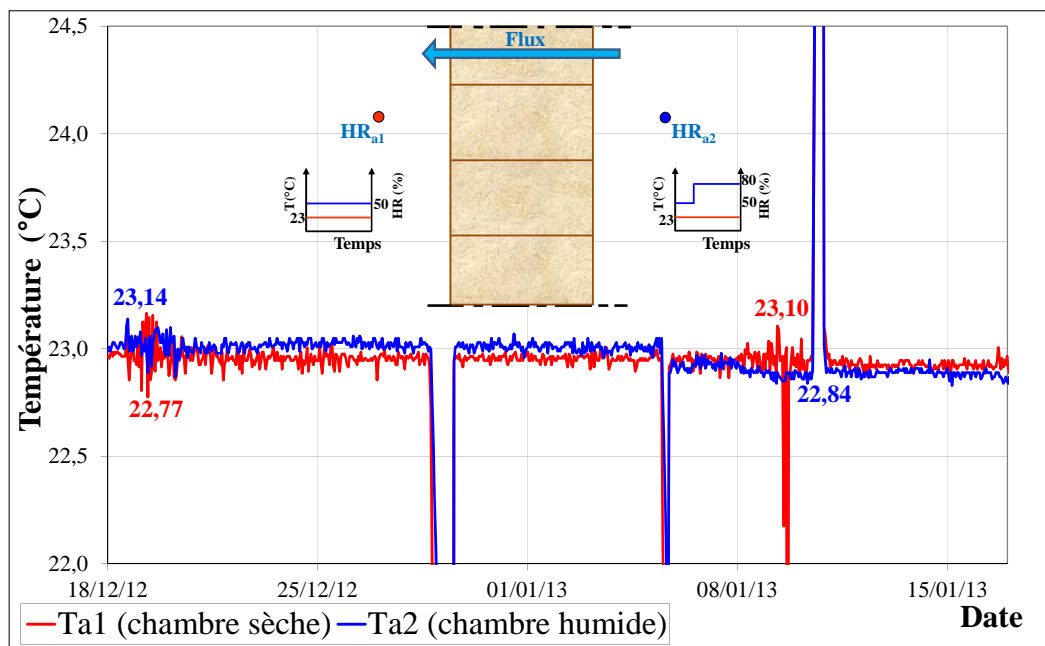 24,5
24,0
23,5
23,0
22,5
22,0
Température (°C)
Flux
HRa1
HRa2
T(°C)
23
50
HR (%)
Temps
T(°C)
23
80
50
HR (%)
Temps
23,14
22,77
23,10
22,84
18/12/12
25/12/12
01/01/13
08/01/13
15/01/13
Date
Ta1 (chambre sèche)
Ta2 (chambre humide)